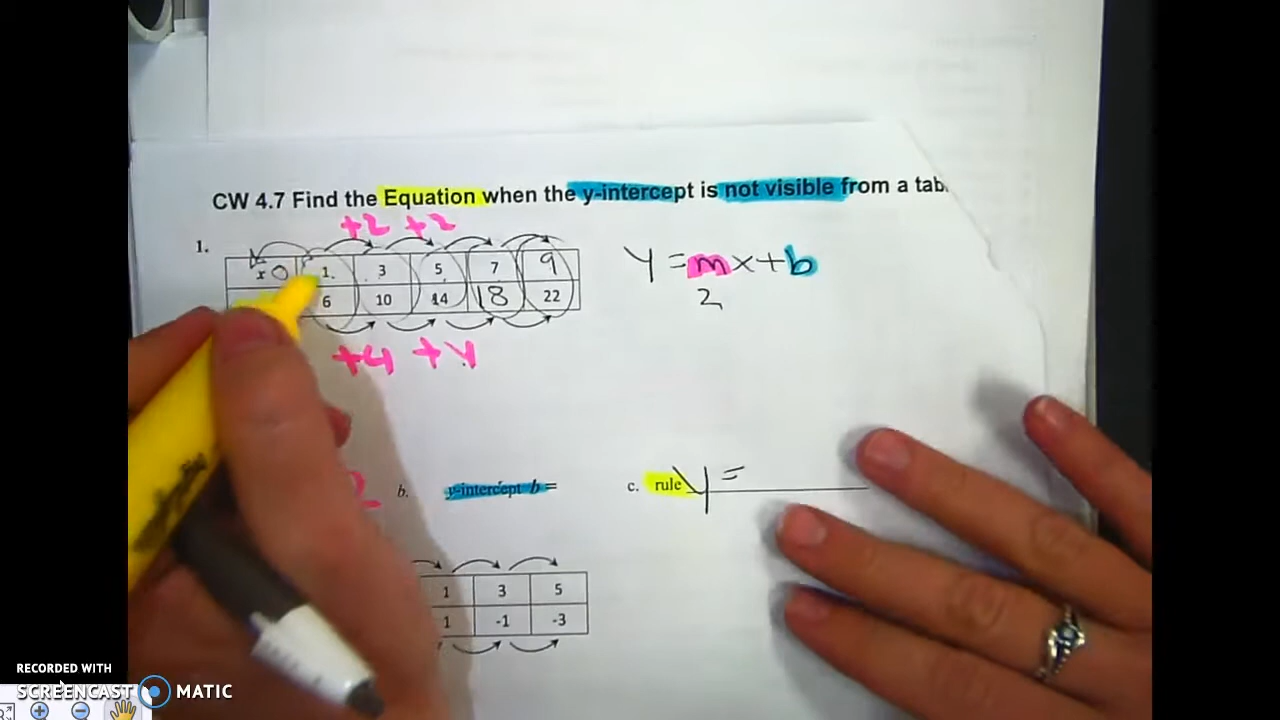 CW 4.7 Find the Equation when the y-intercept is not visible from a tab
+2 +2
1.
x 0 1 3 5 7 9
6 10 14 18 22
+4 +4
y = mx + b
2
2 b. y-intercept b = c. rule y =
1 3 5
1 -1 -3
RECORDED WITH
SCREENCAST MATIC